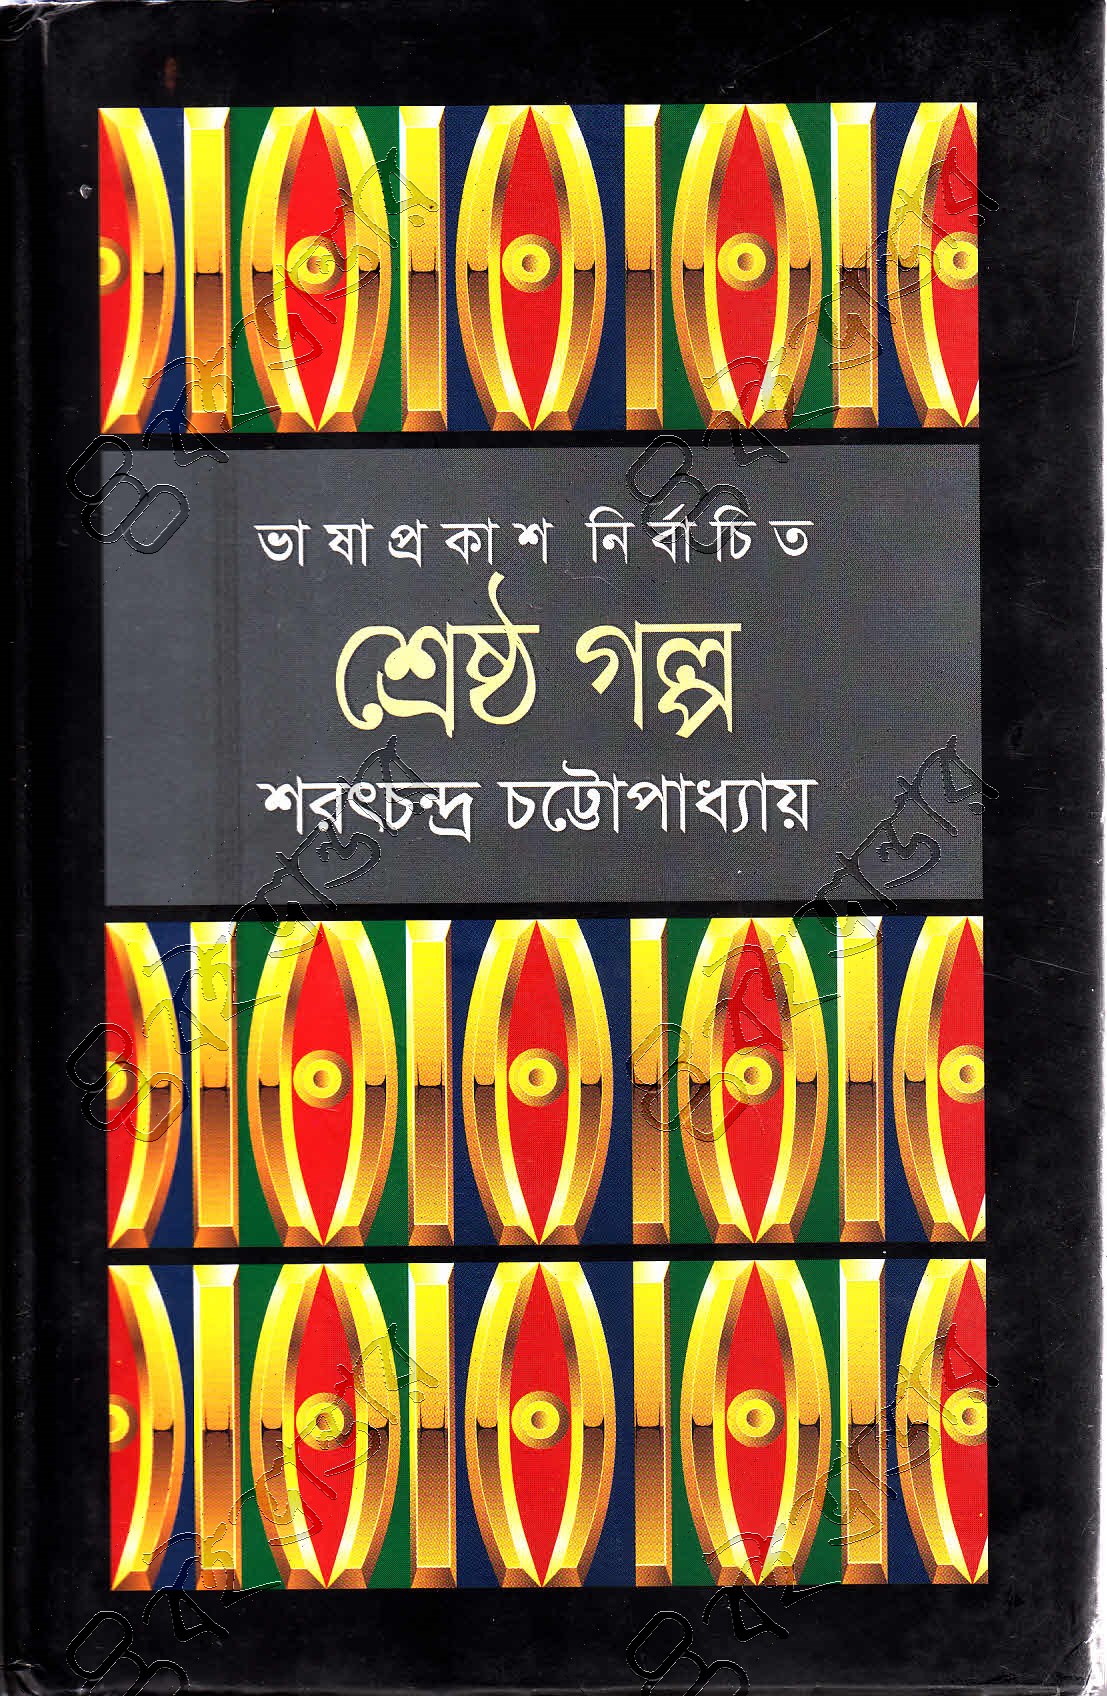 ভাষাপ্রকাশ নির্বাচিত
শ্রেষ্ঠ গল্প
শরৎচন্দ্র চট্টোপাধ্যায়